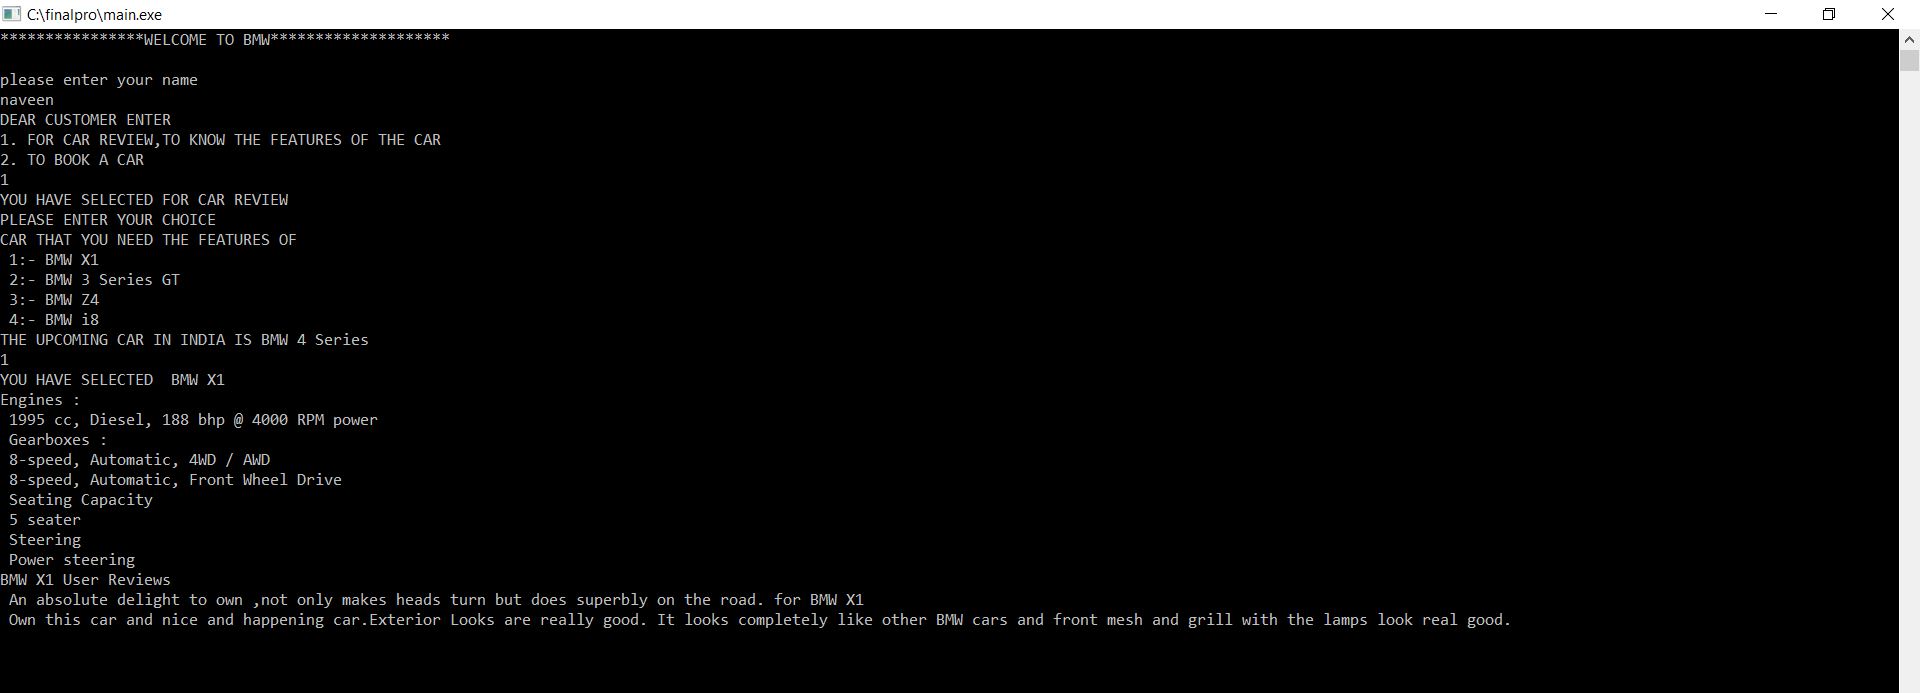 C:\finalpro\main.exe
****************WELCOME TO BMW********************
please enter your name
naveen
DEAR CUSTOMER ENTER
1. FOR CAR REVIEW,TO KNOW THE FEATURES OF THE CAR
2. TO BOOK A CAR
1
YOU HAVE SELECTED FOR CAR REVIEW
PLEASE ENTER YOUR CHOICE
CAR THAT YOU NEED THE FEATURES OF
 1:- BMW X1
 2:- BMW 3 Series GT
 3:- BMW Z4
 4:- BMW i8
THE UPCOMING CAR IN INDIA IS BMW 4 Series
1
YOU HAVE SELECTED  BMW X1
Engines :
 1995 cc, Diesel, 188 bhp @ 4000 RPM power
 Gearboxes :
 8-speed, Automatic, 4WD / AWD
 8-speed, Automatic, Front Wheel Drive
 Seating Capacity
 5 seater
 Steering
 Power steering
BMW X1 User Reviews
 An absolute delight to own ,not only makes heads turn but does superbly on the road. for BMW X1
 Own this car and nice and happening car.Exterior Looks are really good. It looks completely like other BMW cars and front mesh and grill with the lamps look real good.